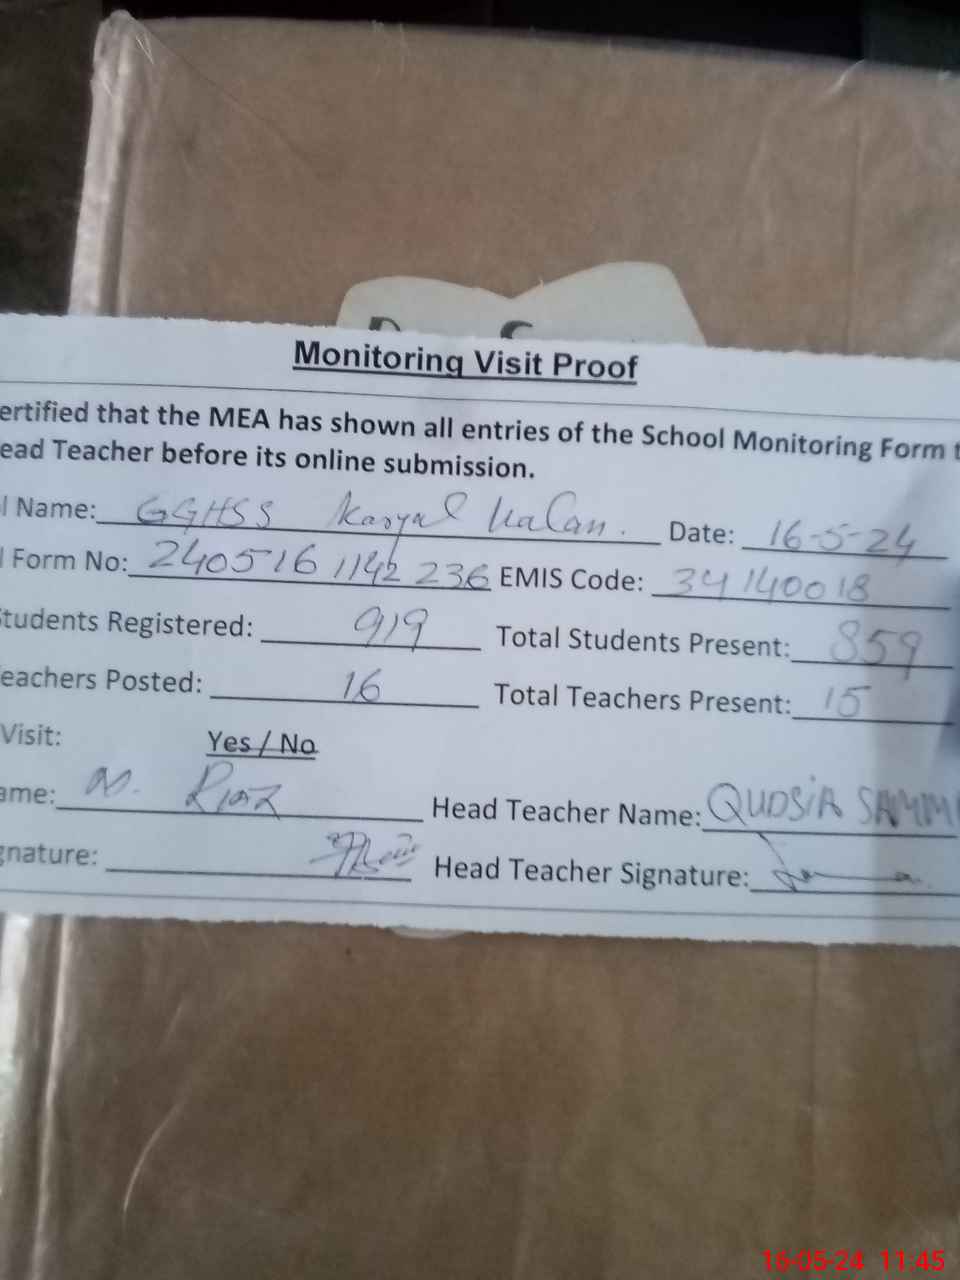 Monitoring Visit Proof
ertified that the MEA has shown all entries of the School Monitoring Form t
ead Teacher before its online submission.
l Name: GGHSS Karyal Kalan. Date: 16-5-24
l Form No: 240516 1142 236 EMIS Code: 34140018
tudents Registered: 919 Total Students Present: 859
eachers Posted: 16 Total Teachers Present: 15
Visit: Yes / No
ame: M. Riaz Head Teacher Name: QUDSIA SAMM
gnature: Head Teacher Signature:
16-05-24 11:45